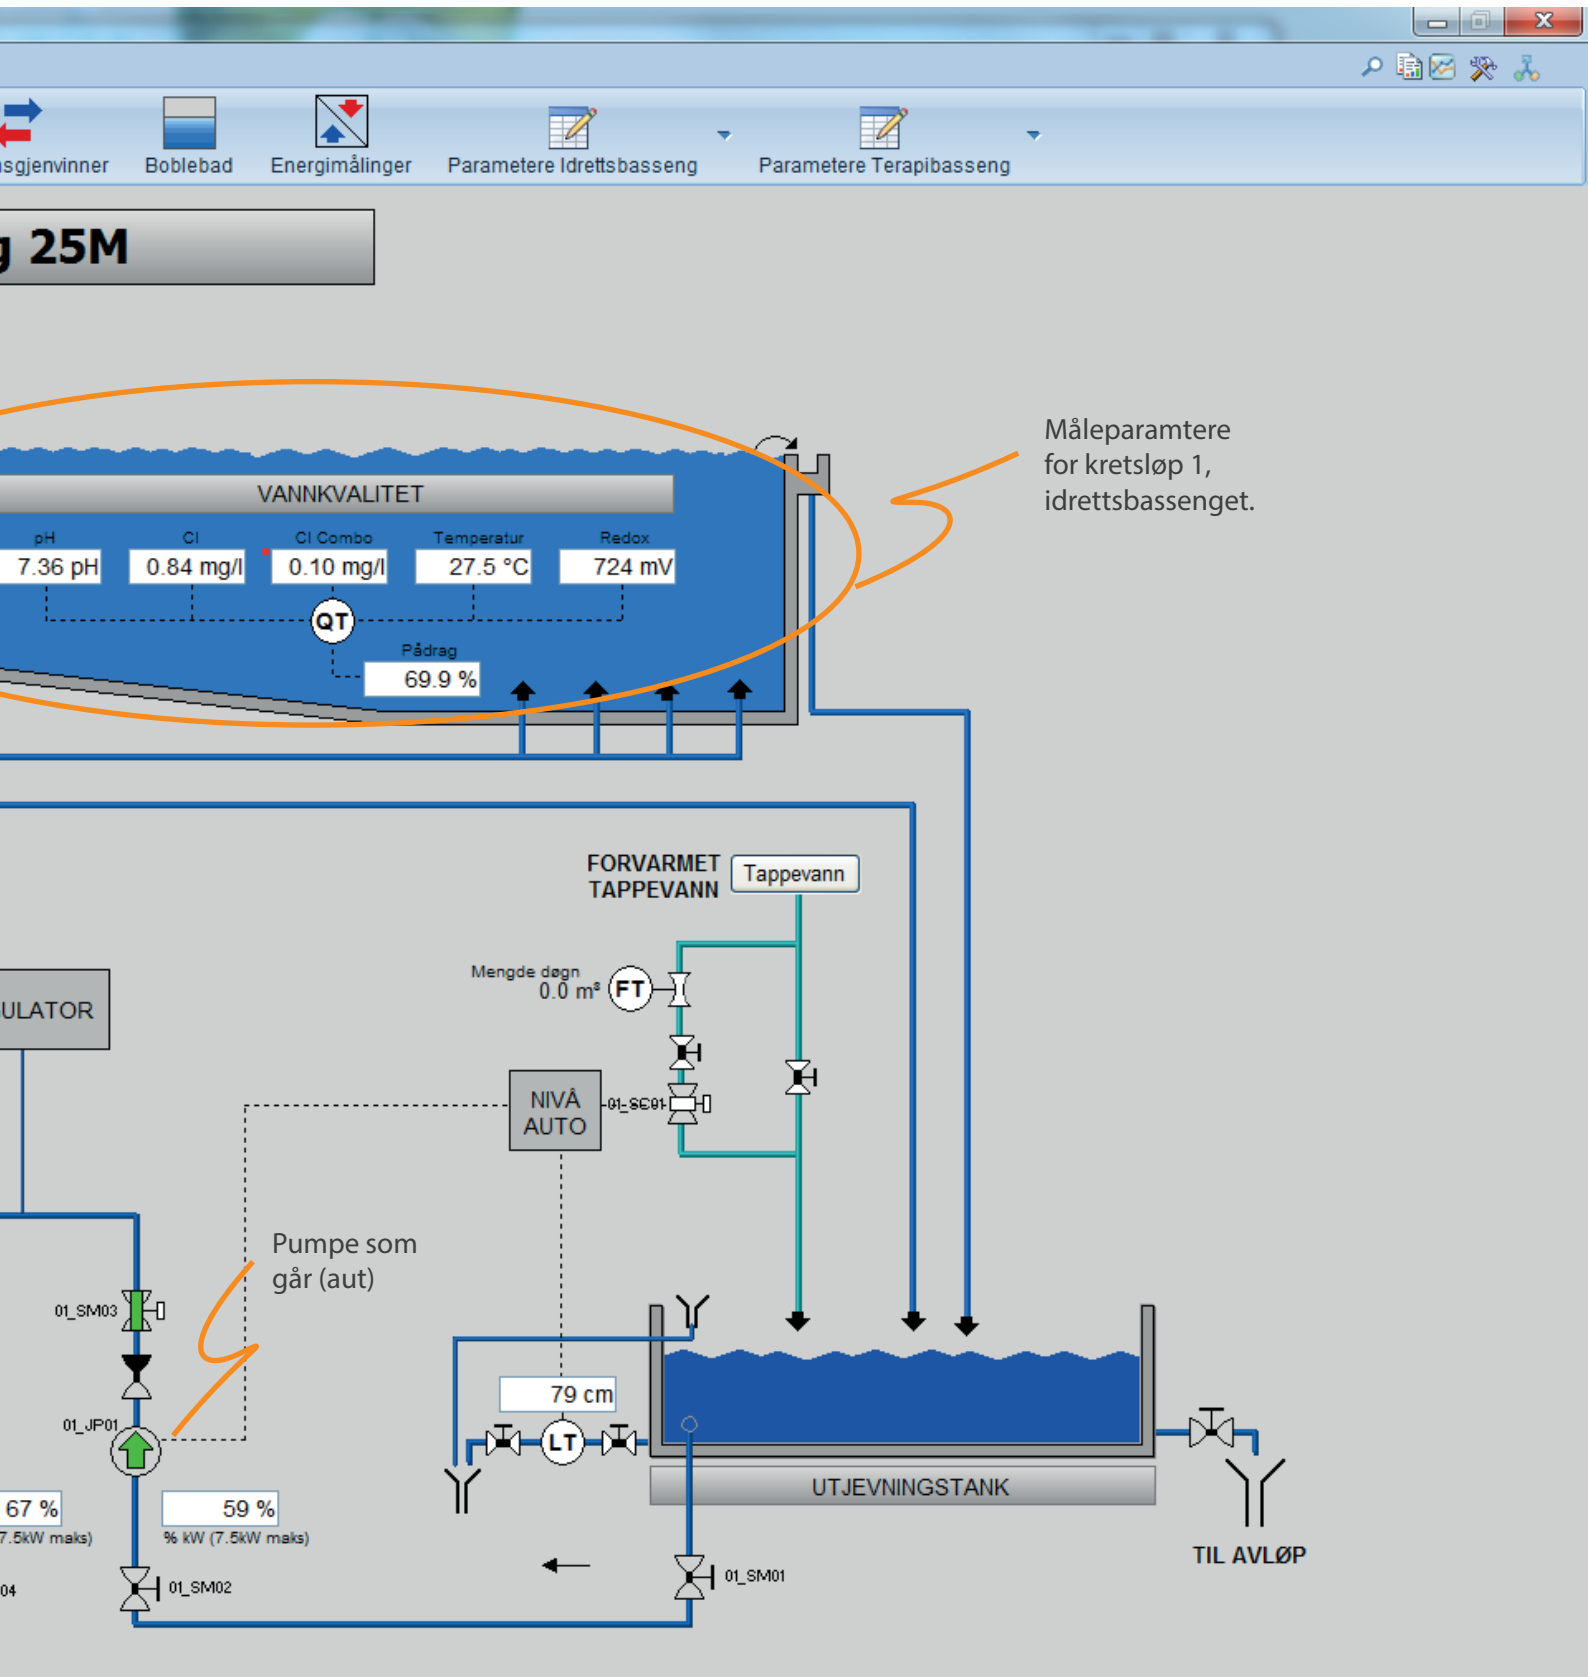 Boblebad
Energimålinger
Parametere Idrettsbasseng
Parametere Terapibasseng
25M
Måleparamtere
for kretsløp 1,
idrettsbassenget.
VANNKVALITET
pH
Cl
Cl Combo
Temperatur
Redox
7.36 pH
0.84 mg/l
0.10 mg/l
27.5 °C
724 mV
QT
Pådrag
69.9 %
FORVARMET
TAPPEVANN
Tappevann
Mengde døgn
0.0 m³
FT
NIVÅ
AUTO
01_SC01
Pumpe som
går (aut)
01_SM03
79 cm
01_JP01
LT
UTJEVNINGSTANK
67 %
59 %
7.5kW maks)
% kW (7.5kW maks)
TIL AVLØP
04
01_SM02
01_SM01